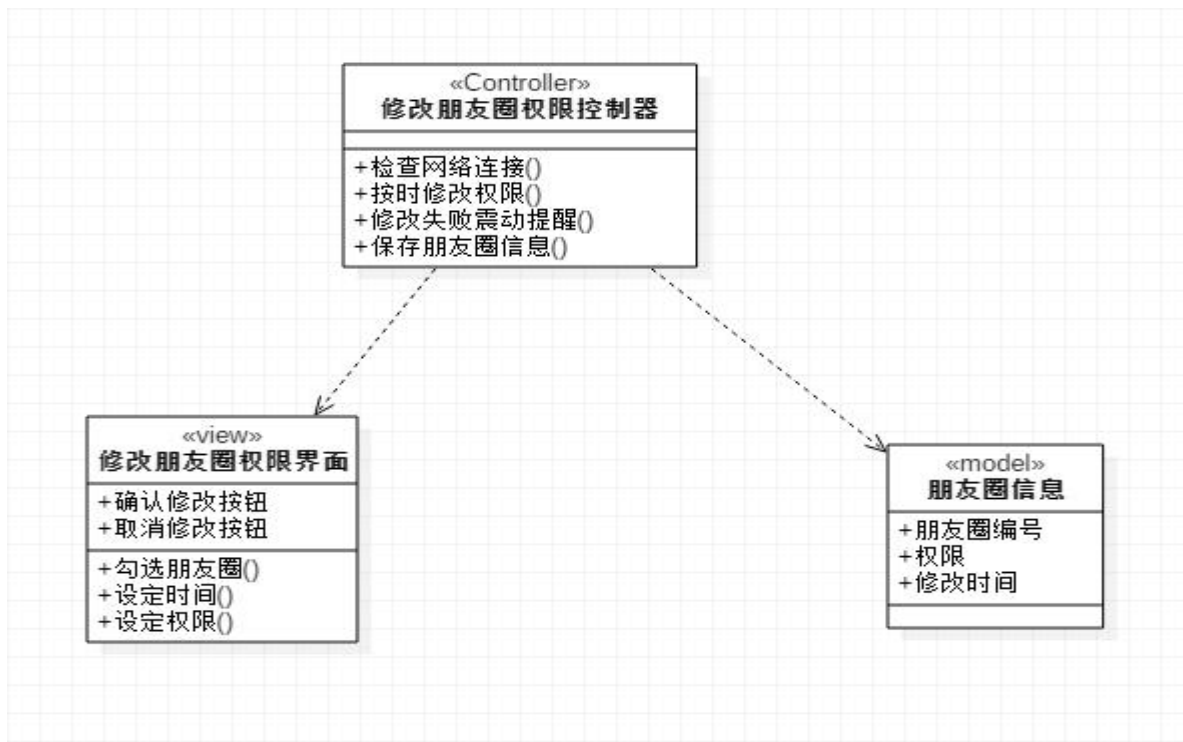 «Controller»
修改朋友圈权限控制器
+检查网络连接()
+按时修改权限()
+修改失败震动提醒()
+保存朋友圈信息()
«view»
修改朋友圈权限界面
+确认修改按钮
+取消修改按钮
+勾选朋友圈()
+设定时间()
+设定权限()
«model»
朋友圈信息
+朋友圈编号
+权限
+修改时间